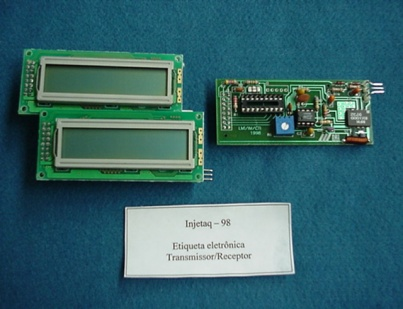 Injetaq – 98
Etiqueta eletrônica
Transmissor/Receptor